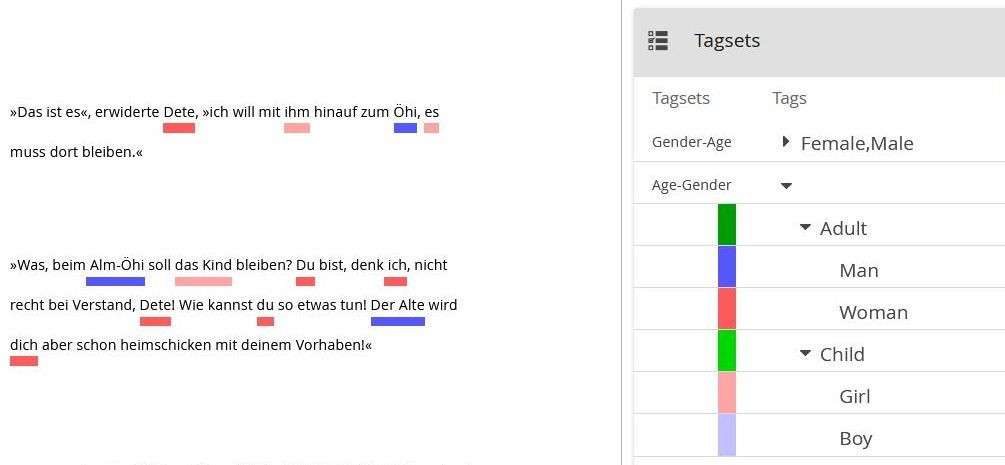 »Das ist es«, erwiderte Dete, »ich will mit ihm hinauf zum Öhi, es
muss dort bleiben.«
»Was, beim Alm-Öhi soll das Kind bleiben? Du bist, denk ich, nicht
recht bei Verstand, Dete! Wie kannst du so etwas tun! Der Alte wird
dich aber schon heimschicken mit deinem Vorhaben!«
Tagsets
Tagsets Tags
Gender-Age Female,Male
Age-Gender
Adult
Man
Woman
Child
Girl
Boy